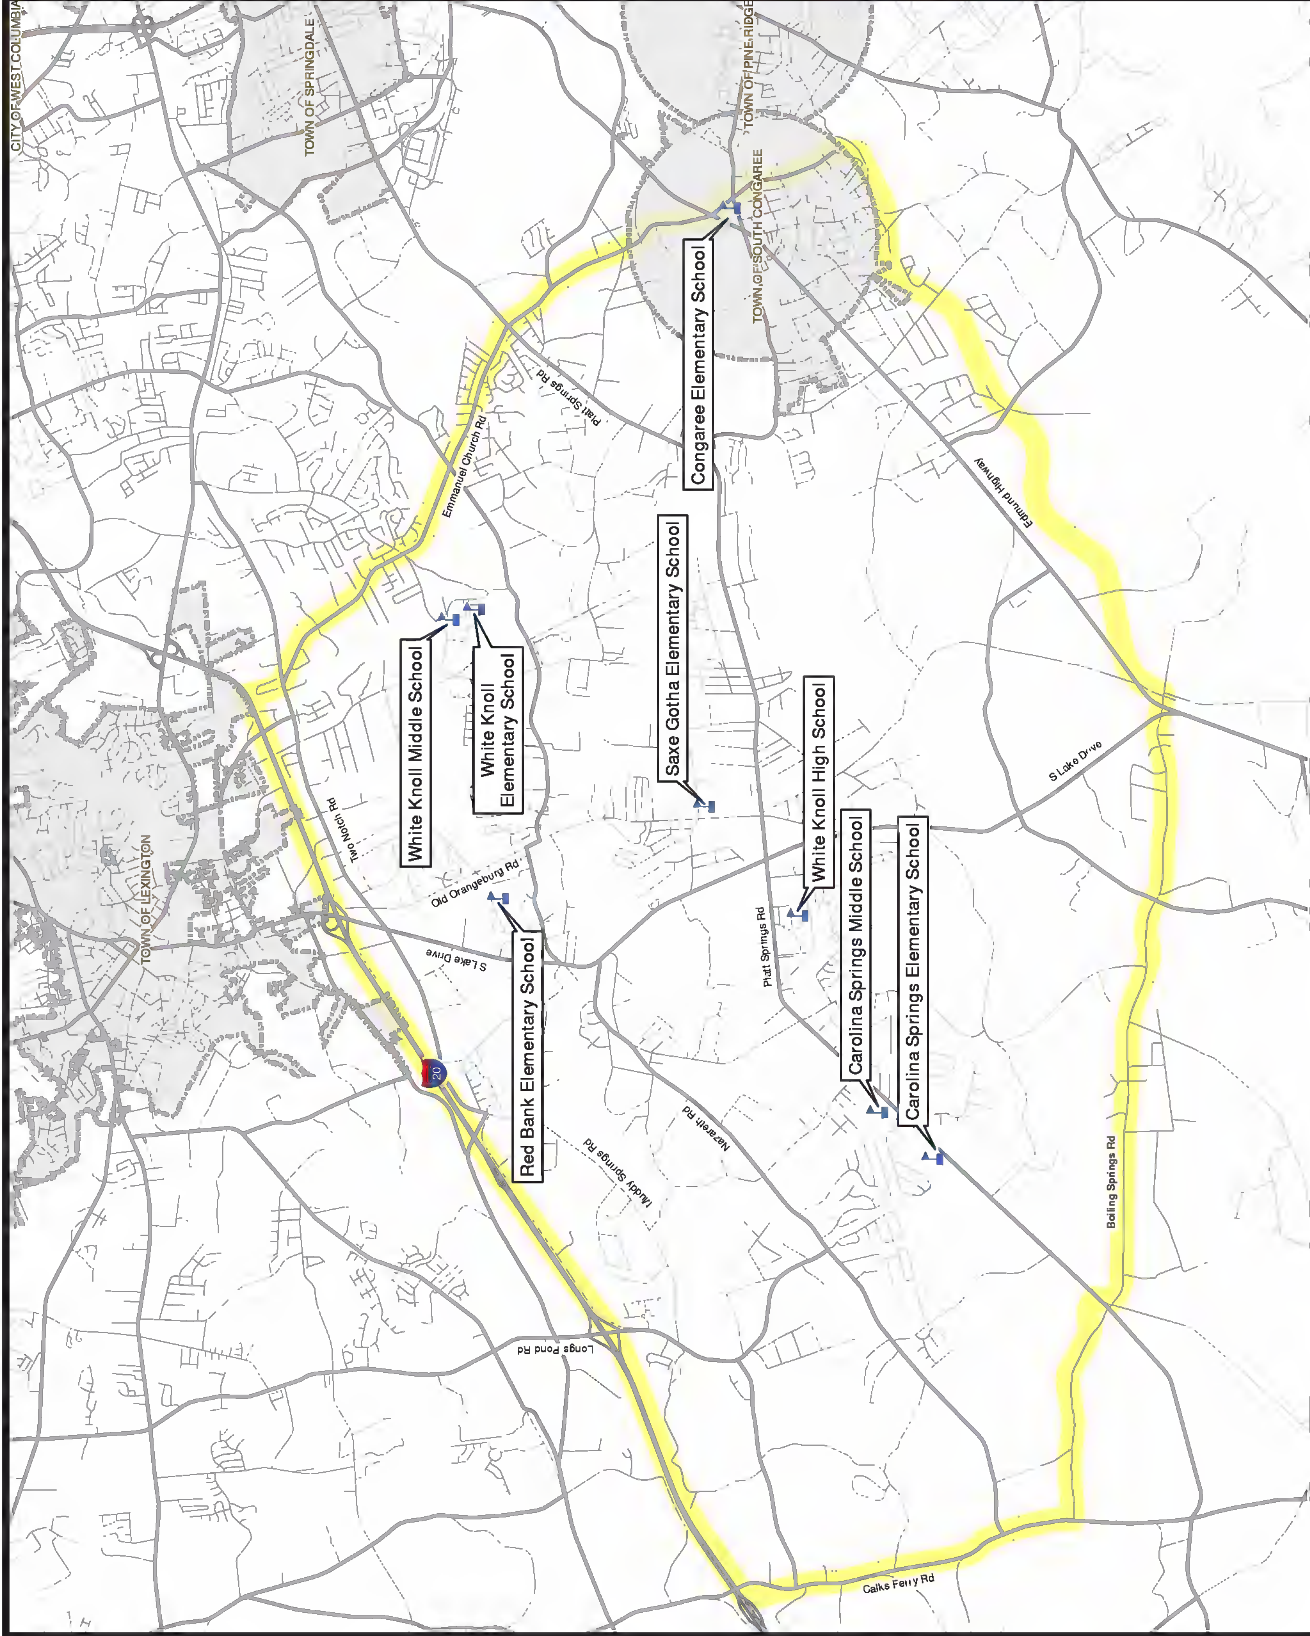 CITY OF WEST COLUMBIA
TOWN OF SPRINGDALE
TOWN OF PINE RIDGE
TOWN OF SOUTH CONGAREE
Congaree Elementary School
Platt Springs Rd
Emmanuel Church Rd
Edmund Highway
Saxe Gotha Elementary School
White Knoll Middle School
White Knoll
Elementary School
White Knoll High School
S Lake Drive
Two Notch Rd
TOWN OF LEXINGTON
Old Orangeburg Rd
S Lake Drive
Platt Springs Rd
Carolina Springs Middle School
Carolina Springs Elementary School
Red Bank Elementary School
20
Nazareth Rd
Muddy Springs Rd
Boiling Springs Rd
Longs Pond Rd
Calks Ferry Rd